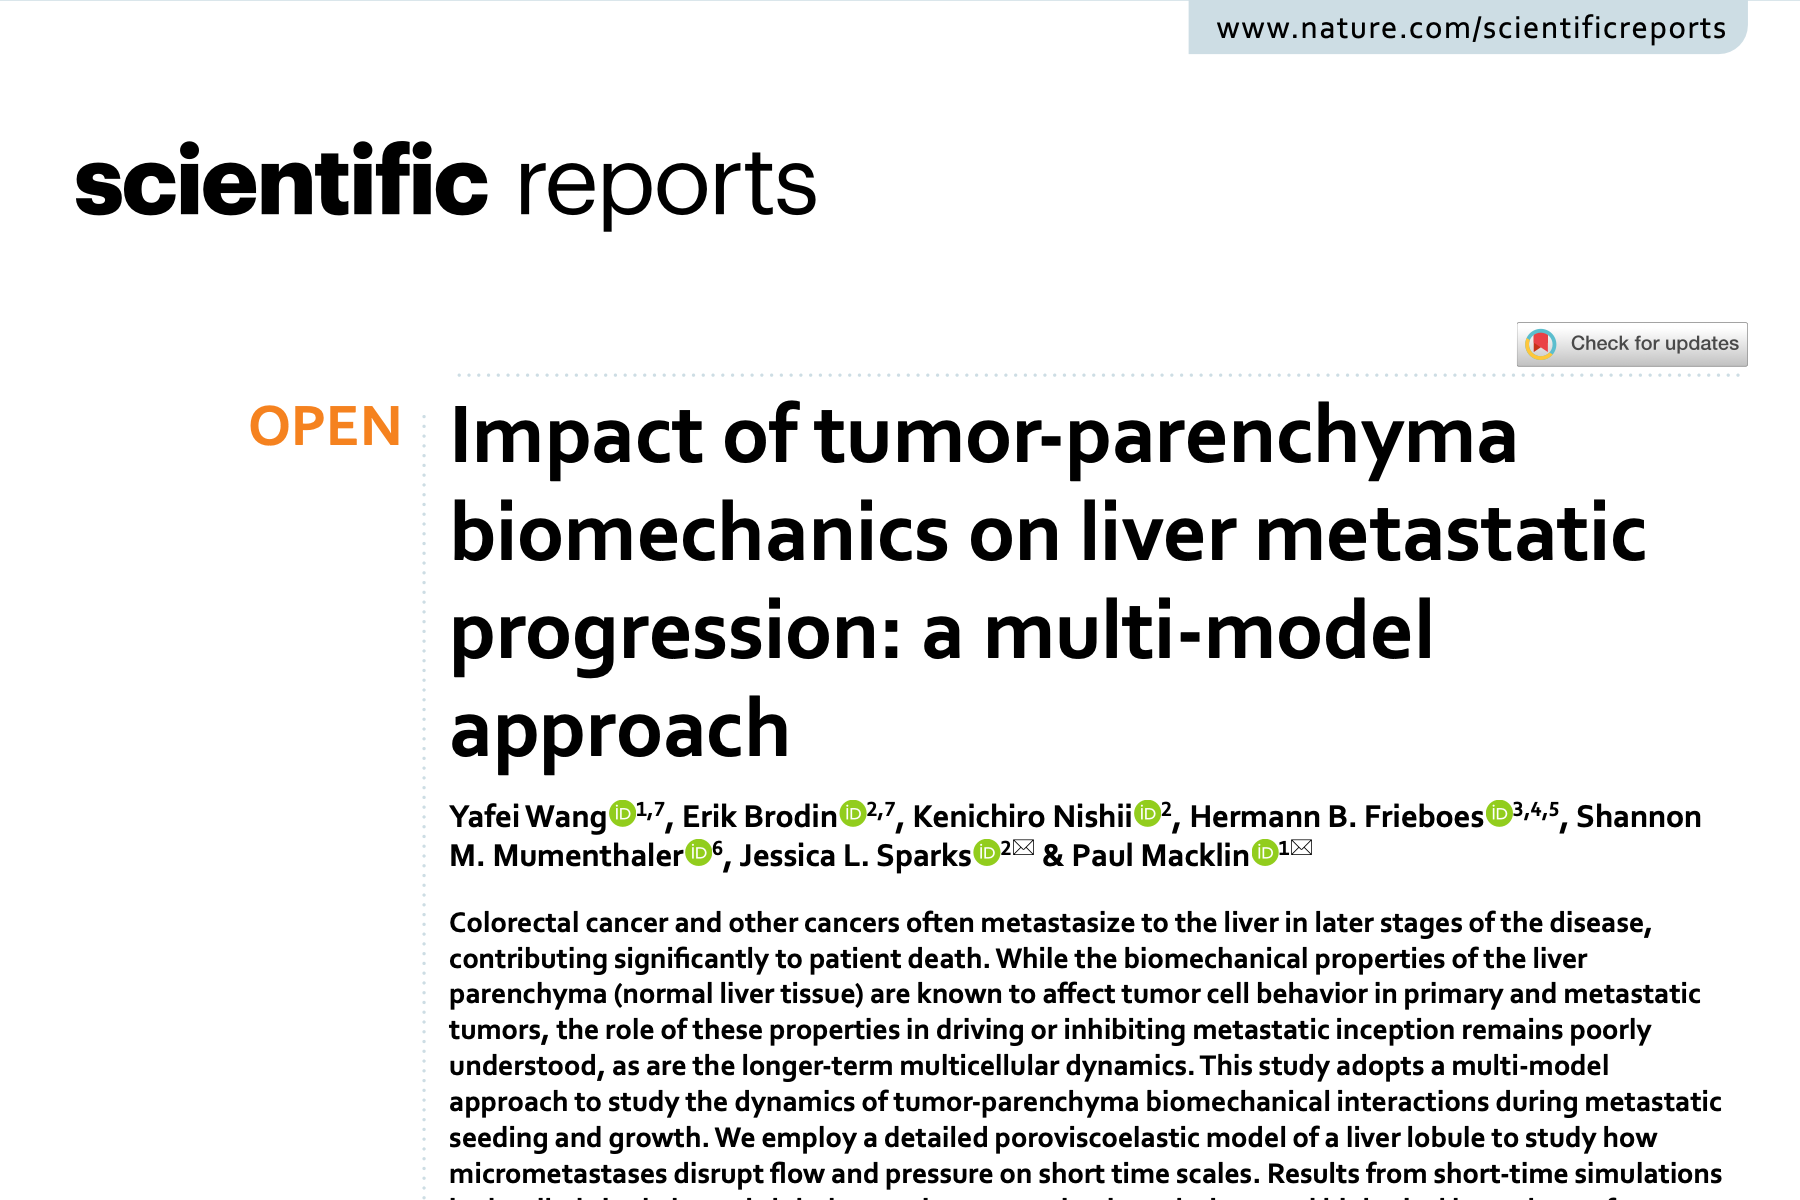 www.nature.com/scientificreports
scientific reports
Check for updates
OPEN
Impact of tumor-parenchyma
biomechanics on liver metastatic
progression: a multi-model
approach
Yafei Wang iD 1,7, Erik Brodin iD 2,7, Kenichiro Nishii iD 2, Hermann B. Frieboes iD 3,4,5, Shannon
M. Mumenthaler iD 6, Jessica L. Sparks iD 2✉ & Paul Macklin iD 1✉
Colorectal cancer and other cancers often metastasize to the liver in later stages of the disease,
contributing significantly to patient death. While the biomechanical properties of the liver
parenchyma (normal liver tissue) are known to affect tumor cell behavior in primary and metastatic
tumors, the role of these properties in driving or inhibiting metastatic inception remains poorly
understood, as are the longer-term multicellular dynamics. This study adopts a multi-model
approach to study the dynamics of tumor-parenchyma biomechanical interactions during metastatic
seeding and growth. We employ a detailed poroviscoelastic model of a liver lobule to study how
micrometastases disrupt flow and pressure on short time scales. Results from short-time simulations